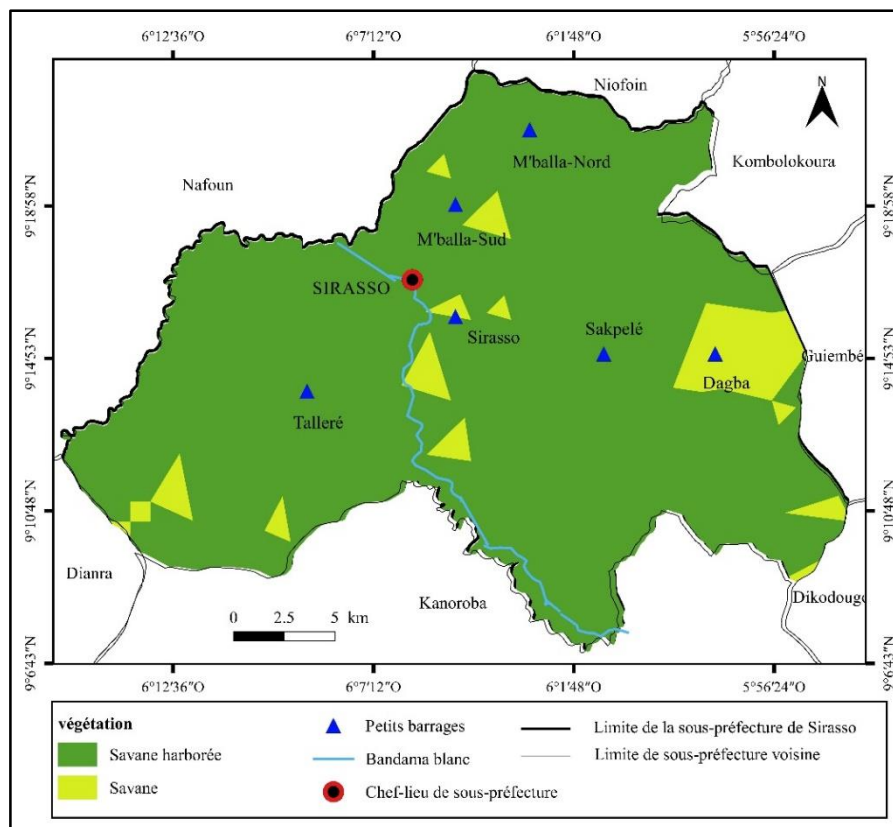 6°12'36"O 6°7'12"O 6°1'48"O 5°56'24"O
N
Niofoin
M'balla-Nord
Kombolokoura
Nafoun
9°18'58"N 9°18'58"N
M'balla-Sud
SIRASSO
Sirasso
Sakpelé
9°14'53"N 9°14'53"N
Guiembé
Dagba
Talleré
9°10'48"N 9°10'48"N
Dianra
Kanoroba
Dikodougo
0 2.5 5 km
9°6'43"N 9°6'43"N
6°12'36"O 6°7'12"O 6°1'48"O 5°56'24"O
végétation
Savane harborée
Savane
Petits barrages
Bandama blanc
Chef-lieu de sous-préfecture
Limite de la sous-préfecture de Sirasso
Limite de sous-préfecture voisine